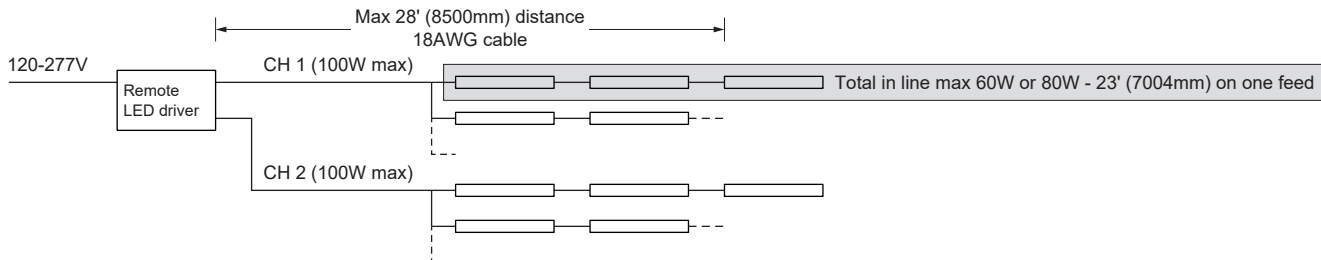 Max 28' (8500mm) distance
18AWG cable
120-277V
CH 1 (100W max)
Remote
LED driver
Total in line max 60W or 80W - 23' (7004mm) on one feed
CH 2 (100W max)